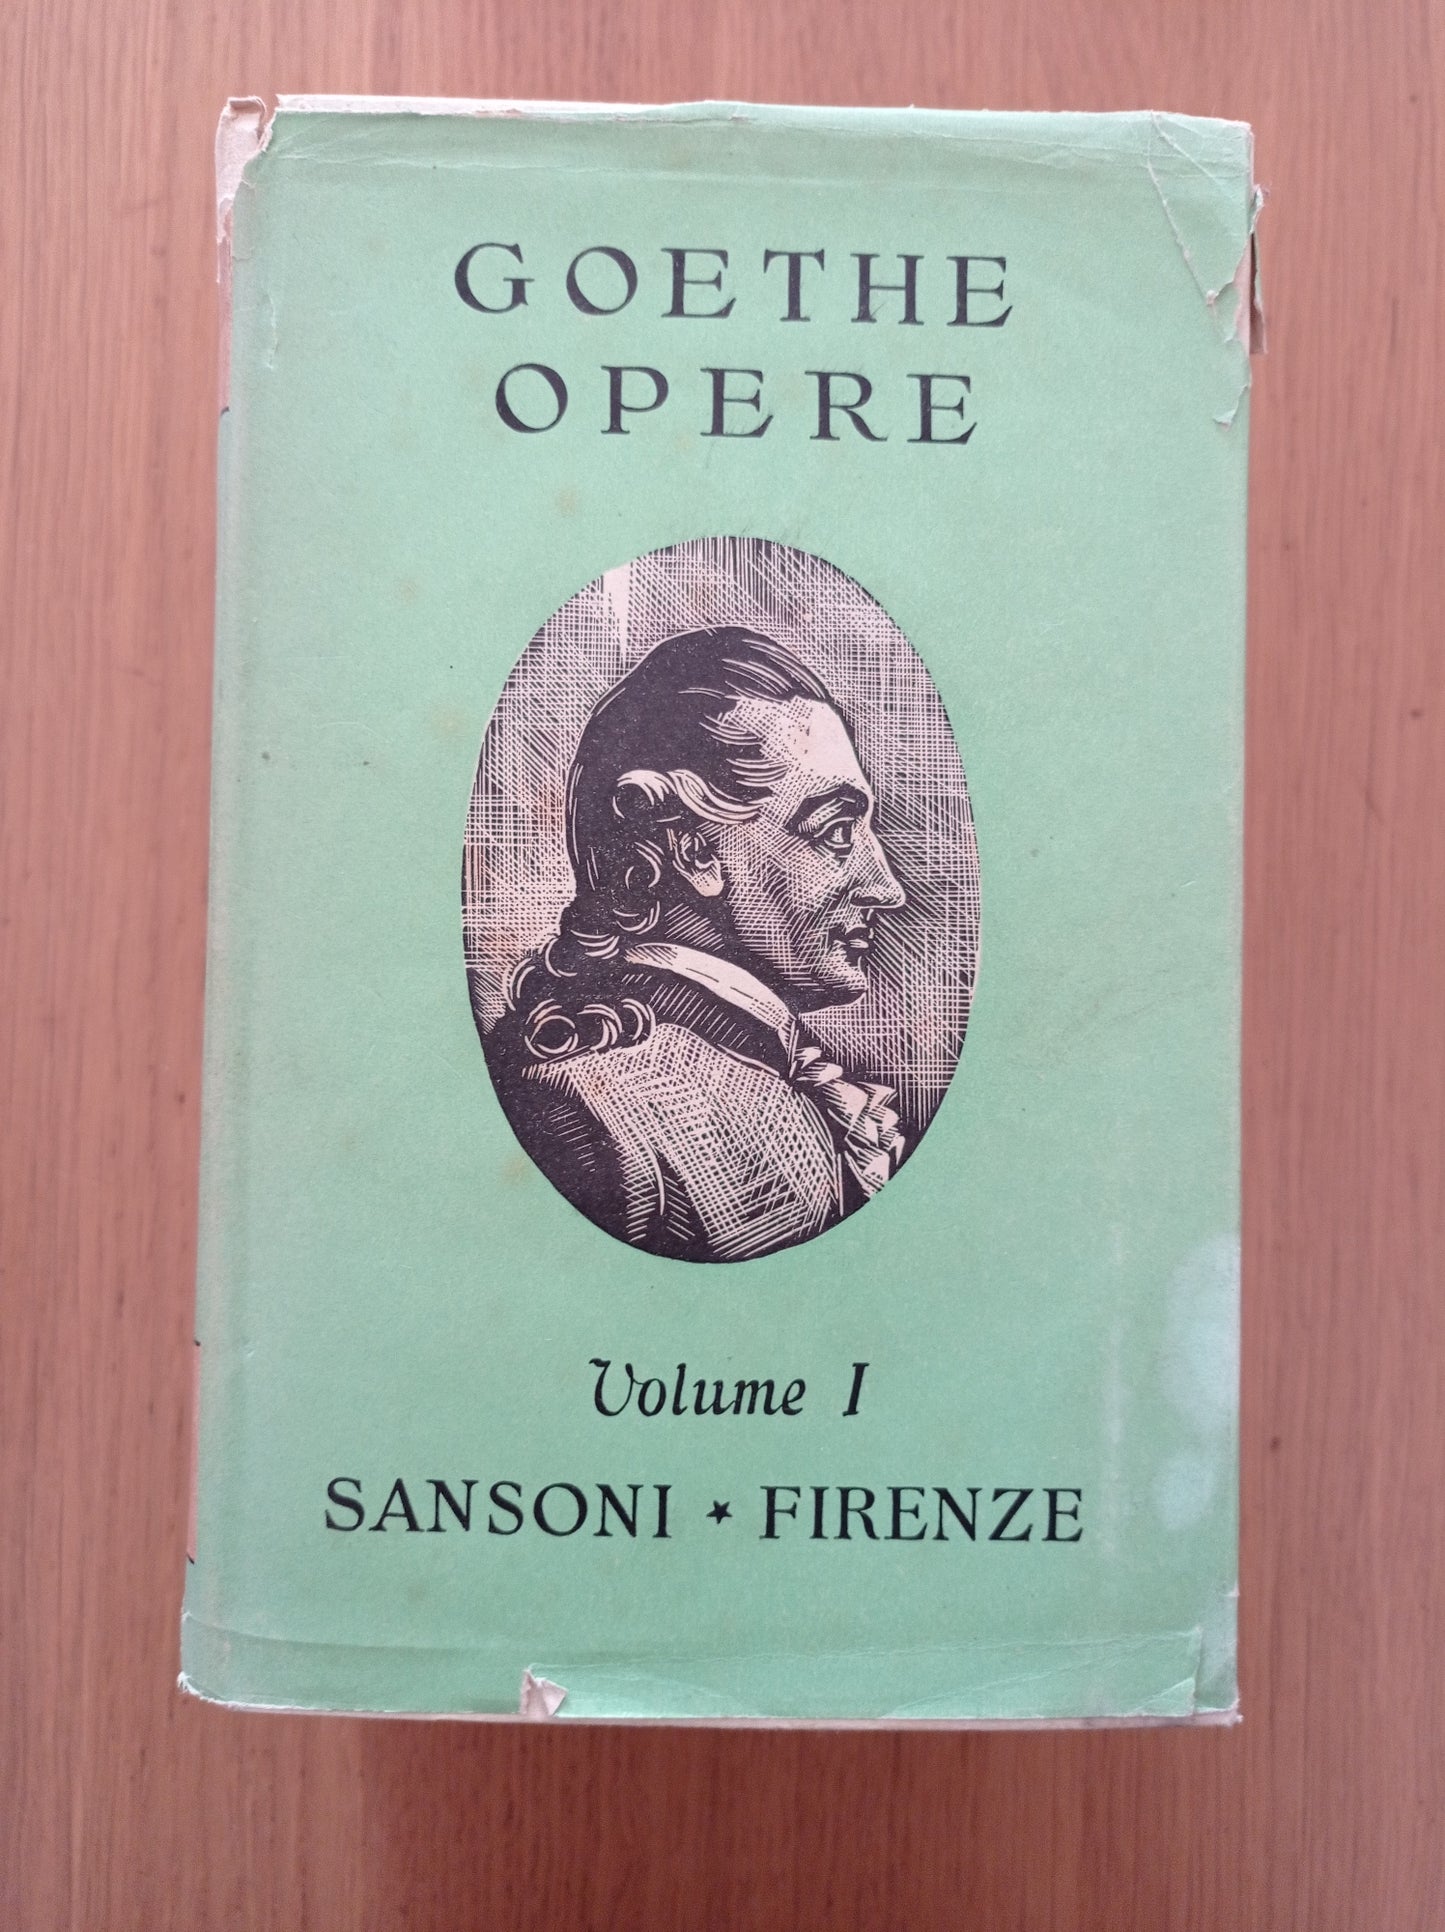 GOETHE
OPERE
Volume I
SANSONI ★ FIRENZE